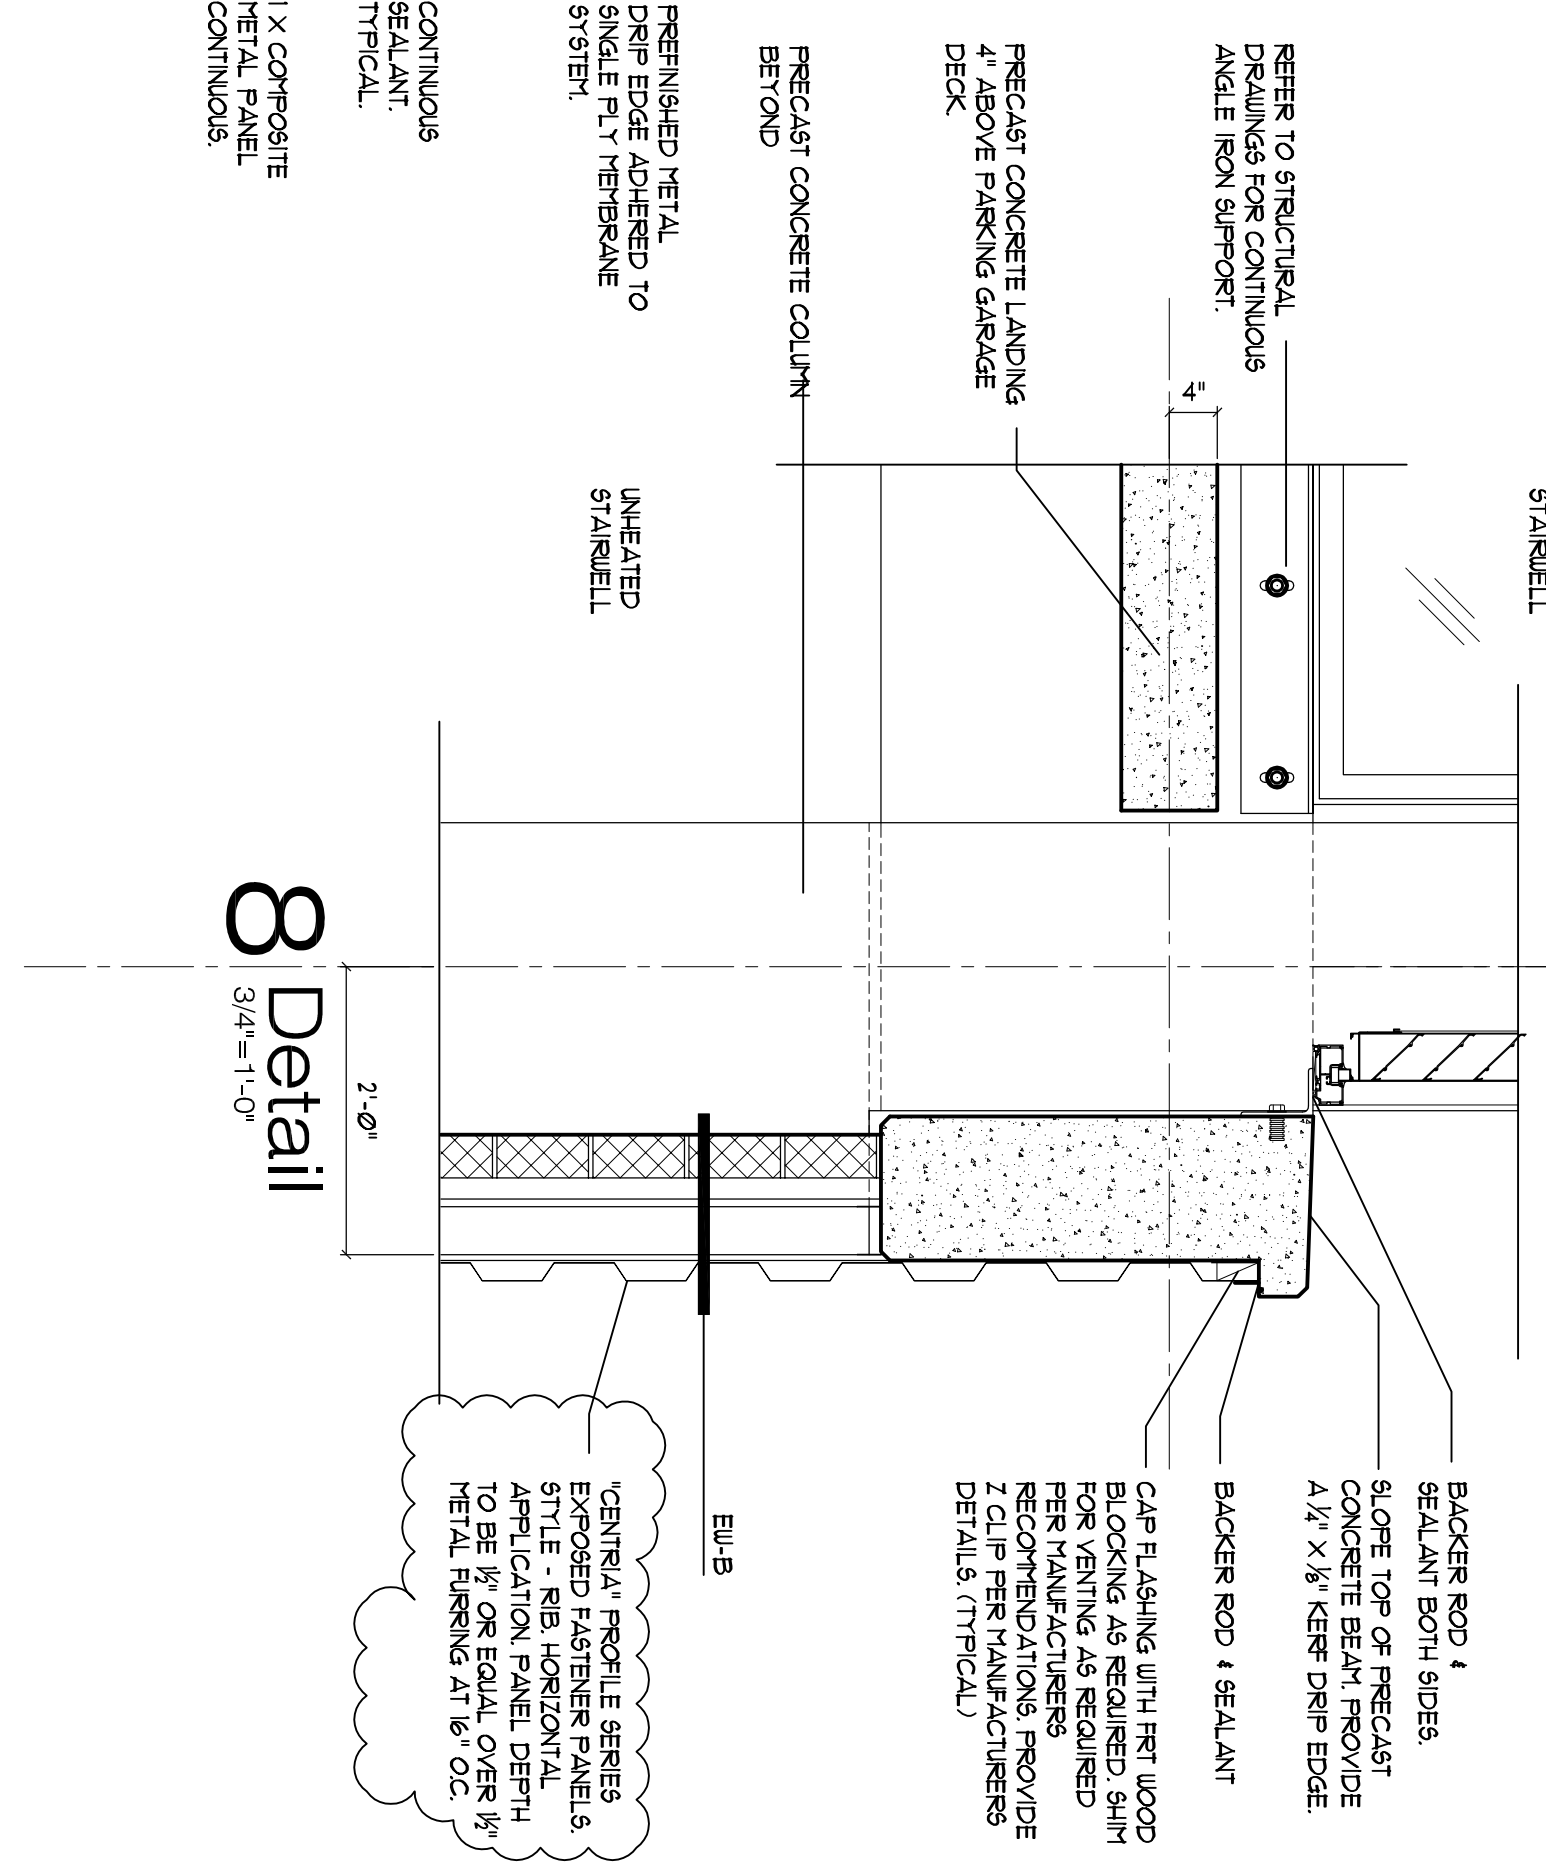 STAIRWELL
REFER TO STRUCTURAL
DRAWINGS FOR CONTINUOUS
ANGLE IRON SUPPORT.
4"
PRECAST CONCRETE LANDING
4" ABOVE PARKING GARAGE
DECK.
PRECAST CONCRETE COLUMN
BEYOND
PREFINISHED METAL
DRIP EDGE ADHERED TO
SINGLE PLY MEMBRANE
SYSTEM.
UNHEATED
STAIRWELL
CONTINUOUS
SEALANT.
TYPICAL.
1 X COMPOSITE
METAL PANEL
CONTINUOUS.
BACKER ROD &
SEALANT BOTH SIDES.
SLOPE TOP OF PRECAST
CONCRETE BEAM. PROVIDE
A 1/4" X 1/8" KERF DRIP EDGE.
BACKER ROD & SEALANT
CAP FLASHING WITH FRT WOOD
BLOCKING AS REQUIRED. SHIM
FOR VENTING AS REQUIRED
PER MANUFACTURERS
RECOMMENDATIONS. PROVIDE
Z CLIP PER MANUFACTURERS
DETAILS. (TYPICAL)
EW-B
"CENTRIA" PROFILE SERIES
EXPOSED FASTENER PANELS.
STYLE - RIB. HORIZONTAL
APPLICATION. PANEL DEPTH
TO BE 1/2" OR EQUAL OVER 1/2"
METAL FURRING AT 16" O.C.
2'-0"
8 Detail
3/4"=1'-0"